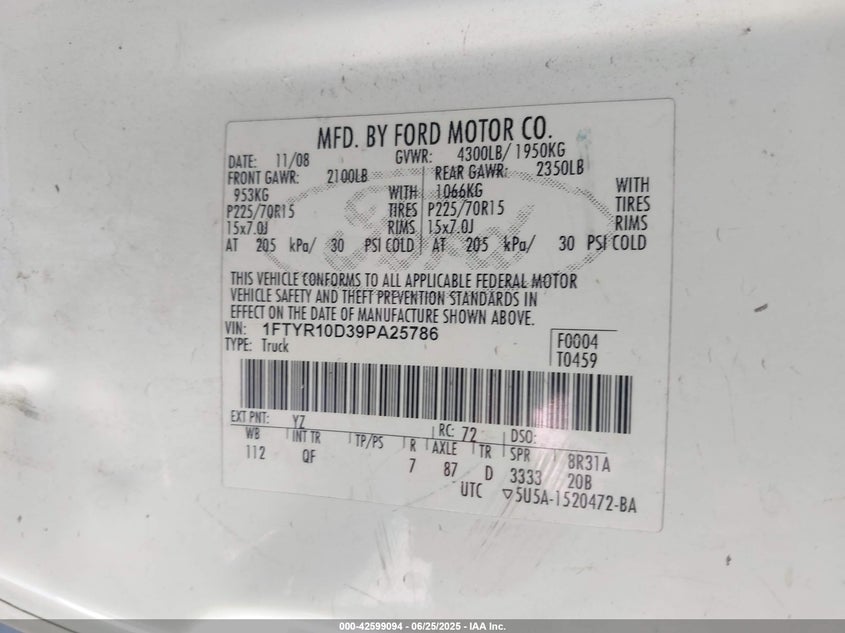 MFD. BY FORD MOTOR CO.
DATE: 11/08 GVWR: 4300LB/ 1950KG
FRONT GAWR: 2100LB REAR GAWR: 2350LB
953KG WITH 1066KG WITH
P225/70R15 TIRES P225/70R15 TIRES
15x7.0J RIMS 15x7.0J RIMS
AT 205 kPa/ 30 PSI COLD AT 205 kPa/ 30 PSI COLD
THIS VEHICLE CONFORMS TO ALL APPLICABLE FEDERAL MOTOR
VEHICLE SAFETY AND THEFT PREVENTION STANDARDS IN
EFFECT ON THE DATE OF MANUFACTURE SHOWN ABOVE.
VIN: 1FTYR10D39PA25786 F0004
TYPE: Truck T0459
EXT PNT: YZ RC: 72 DSO:
WB INT TR TP/PS R AXLE TR SPR 8R31A
112 QF 7 87 D 3333 20B
UTC ▽5U5A-1520472-BA
Ford
000-42599094 - 06/25/2025 - IAA Inc.